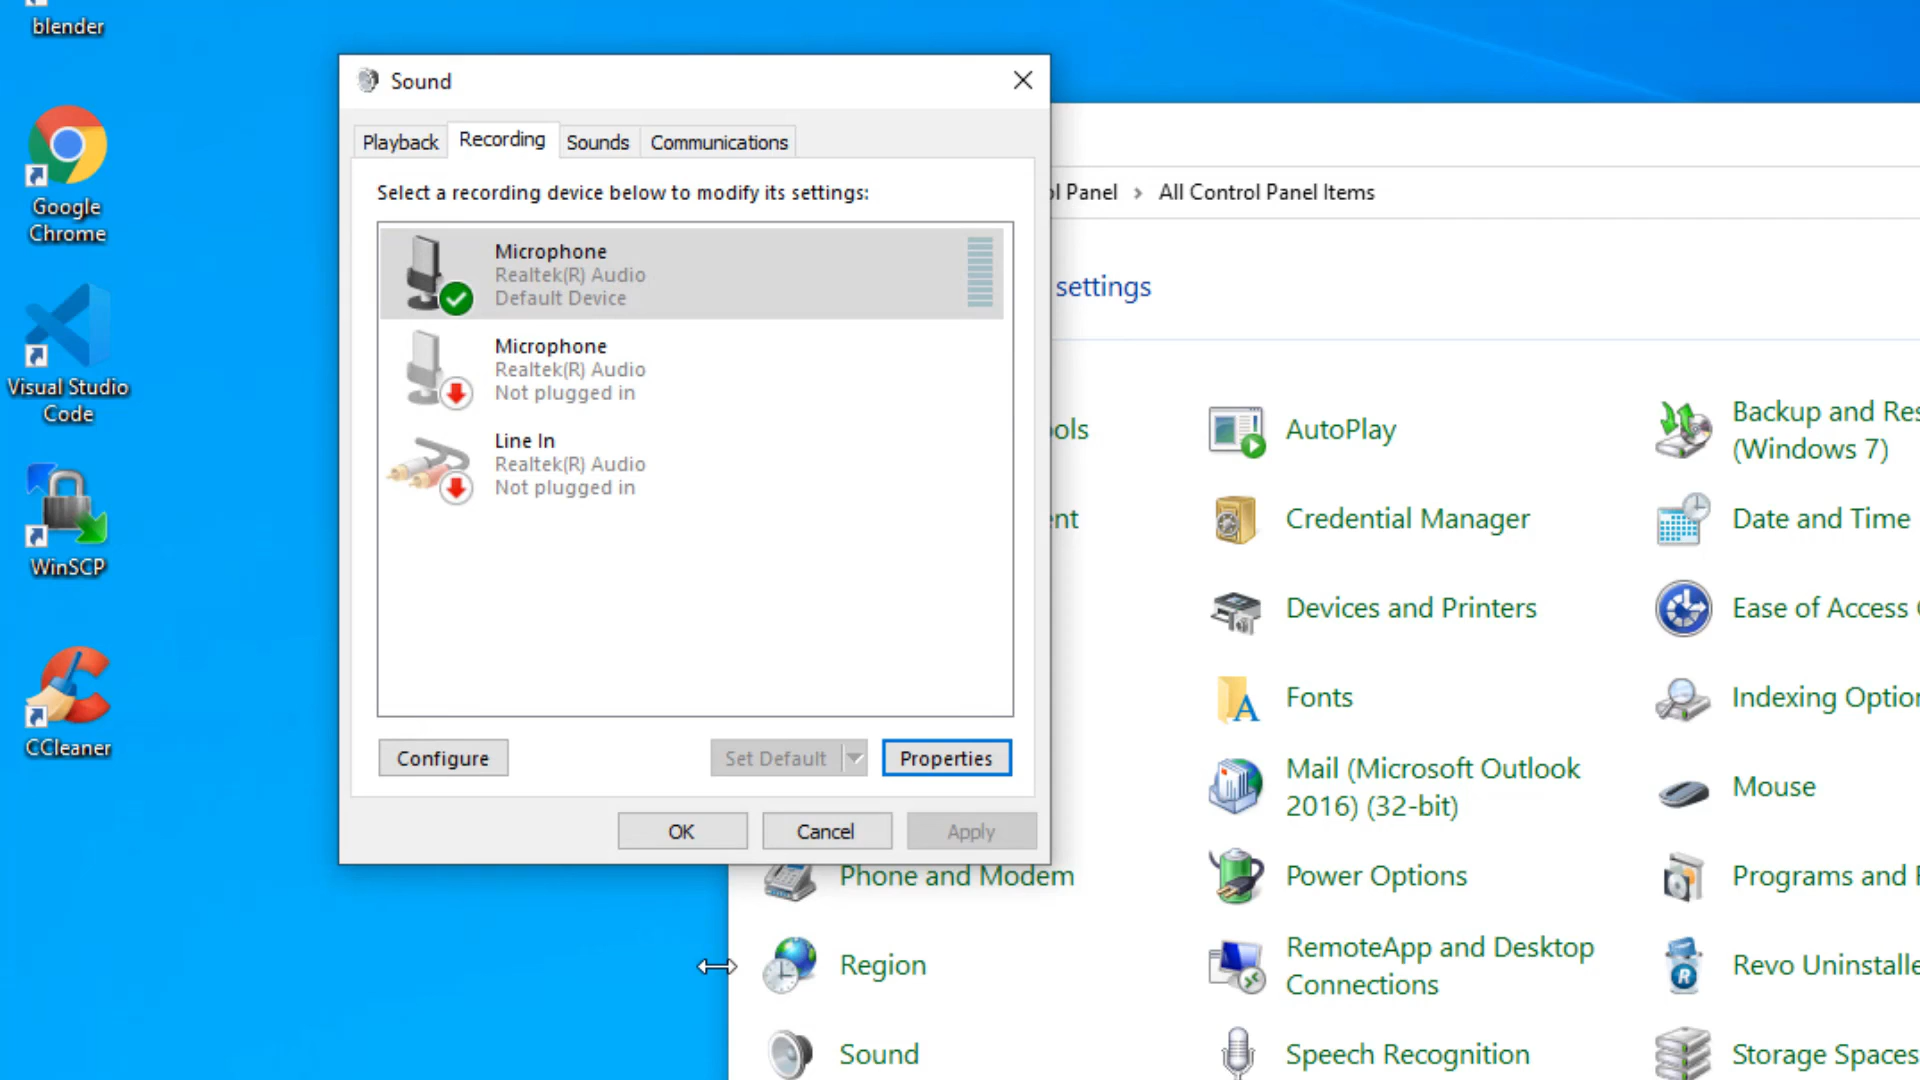 blender
Google
Chrome
Visual Studio
Code
WinSCP
CCleaner
Sound
Playback
Recording
Sounds
Communications
Select a recording device below to modify its settings:
Microphone
Realtek(R) Audio
Default Device
Microphone
Realtek(R) Audio
Not plugged in
Line In
Realtek(R) Audio
Not plugged in
Configure
Set Default
Properties
OK
Cancel
Apply
Panel › All Control Panel Items
settings
AutoPlay
Backup and
(Windows 7)
Credential Manager
Date and Time
Devices and Printers
Ease of Access
Fonts
Indexing
Mail (Microsoft Outlook
2016) (32-bit)
Mouse
Phone and Modem
Power Options
Programs and
Region
RemoteApp and Desktop
Connections
Revo
Sound
Speech Recognition
Storage Spaces